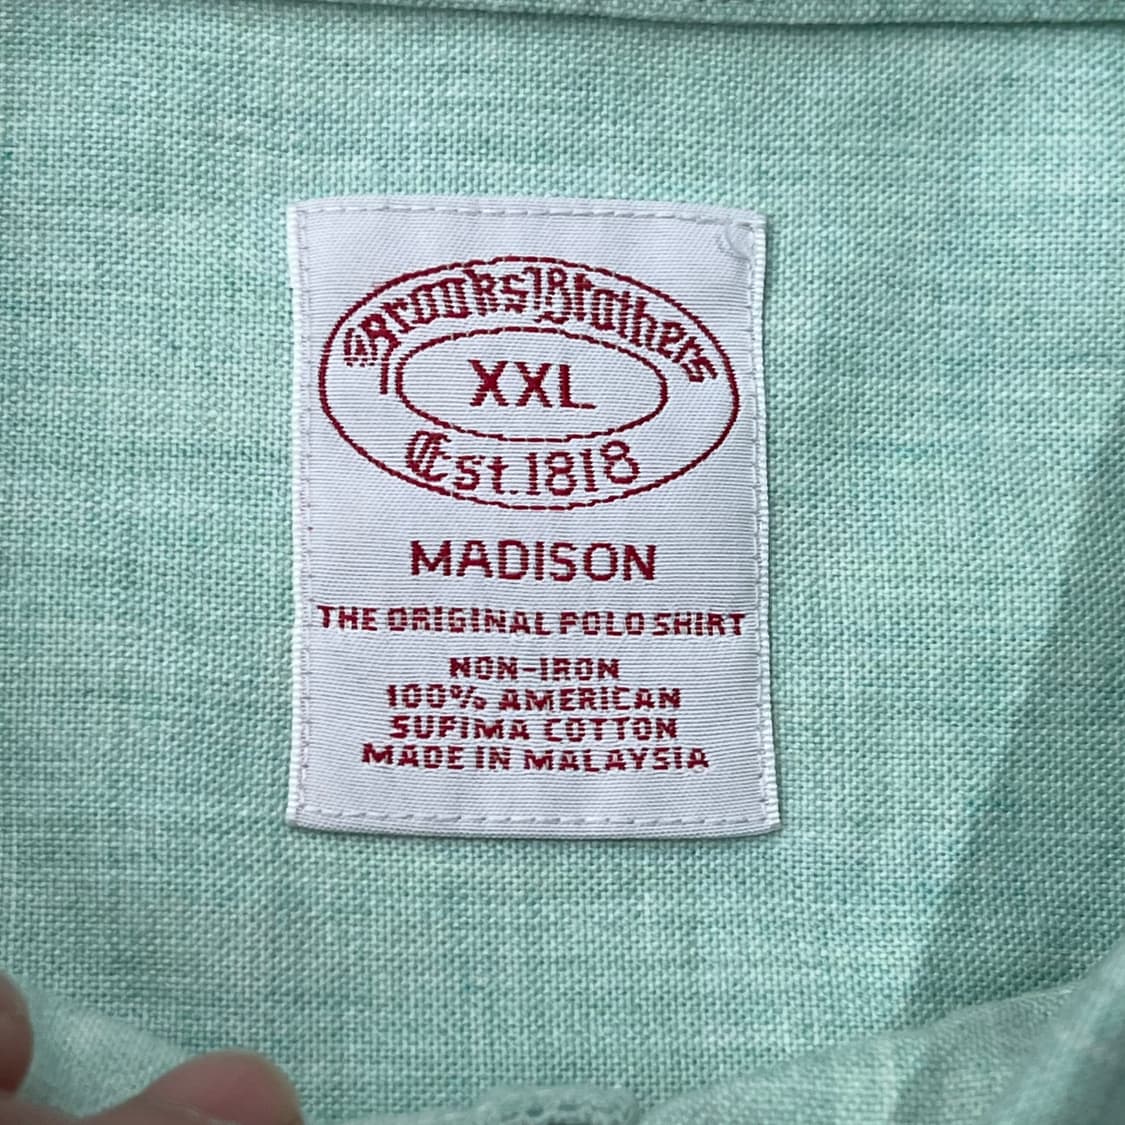 Brooks Brothers
XXL
Est. 1818
MADISON
THE ORIGINAL POLO SHIRT
NON-IRON
100% AMERICAN
SUPIMA COTTON
MADE IN MALAYSIA